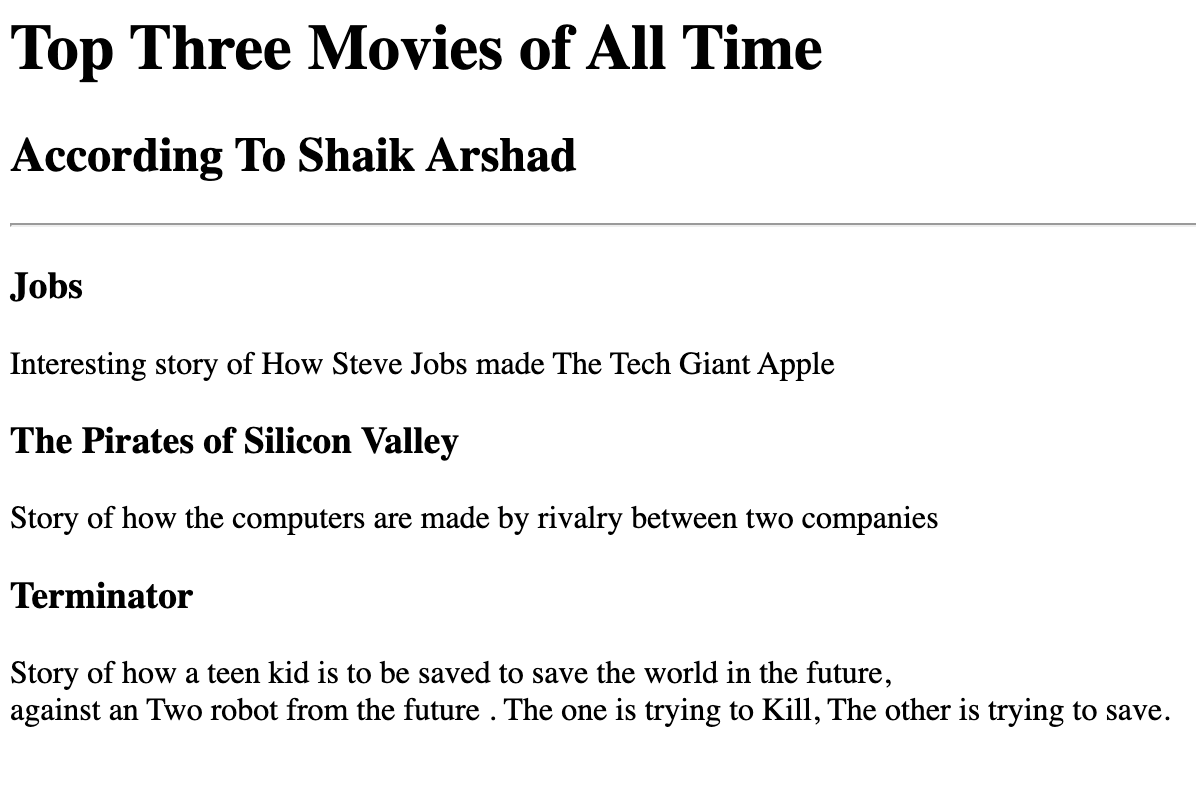 Top Three Movies of All Time
According To Shaik Arshad
Jobs
Interesting story of How Steve Jobs made The Tech Giant Apple
The Pirates of Silicon Valley
Story of how the computers are made by rivalry between two companies
Terminator
Story of how a teen kid is to be saved to save the world in the future,
against an Two robot from the future . The one is trying to Kill, The other is trying to save.